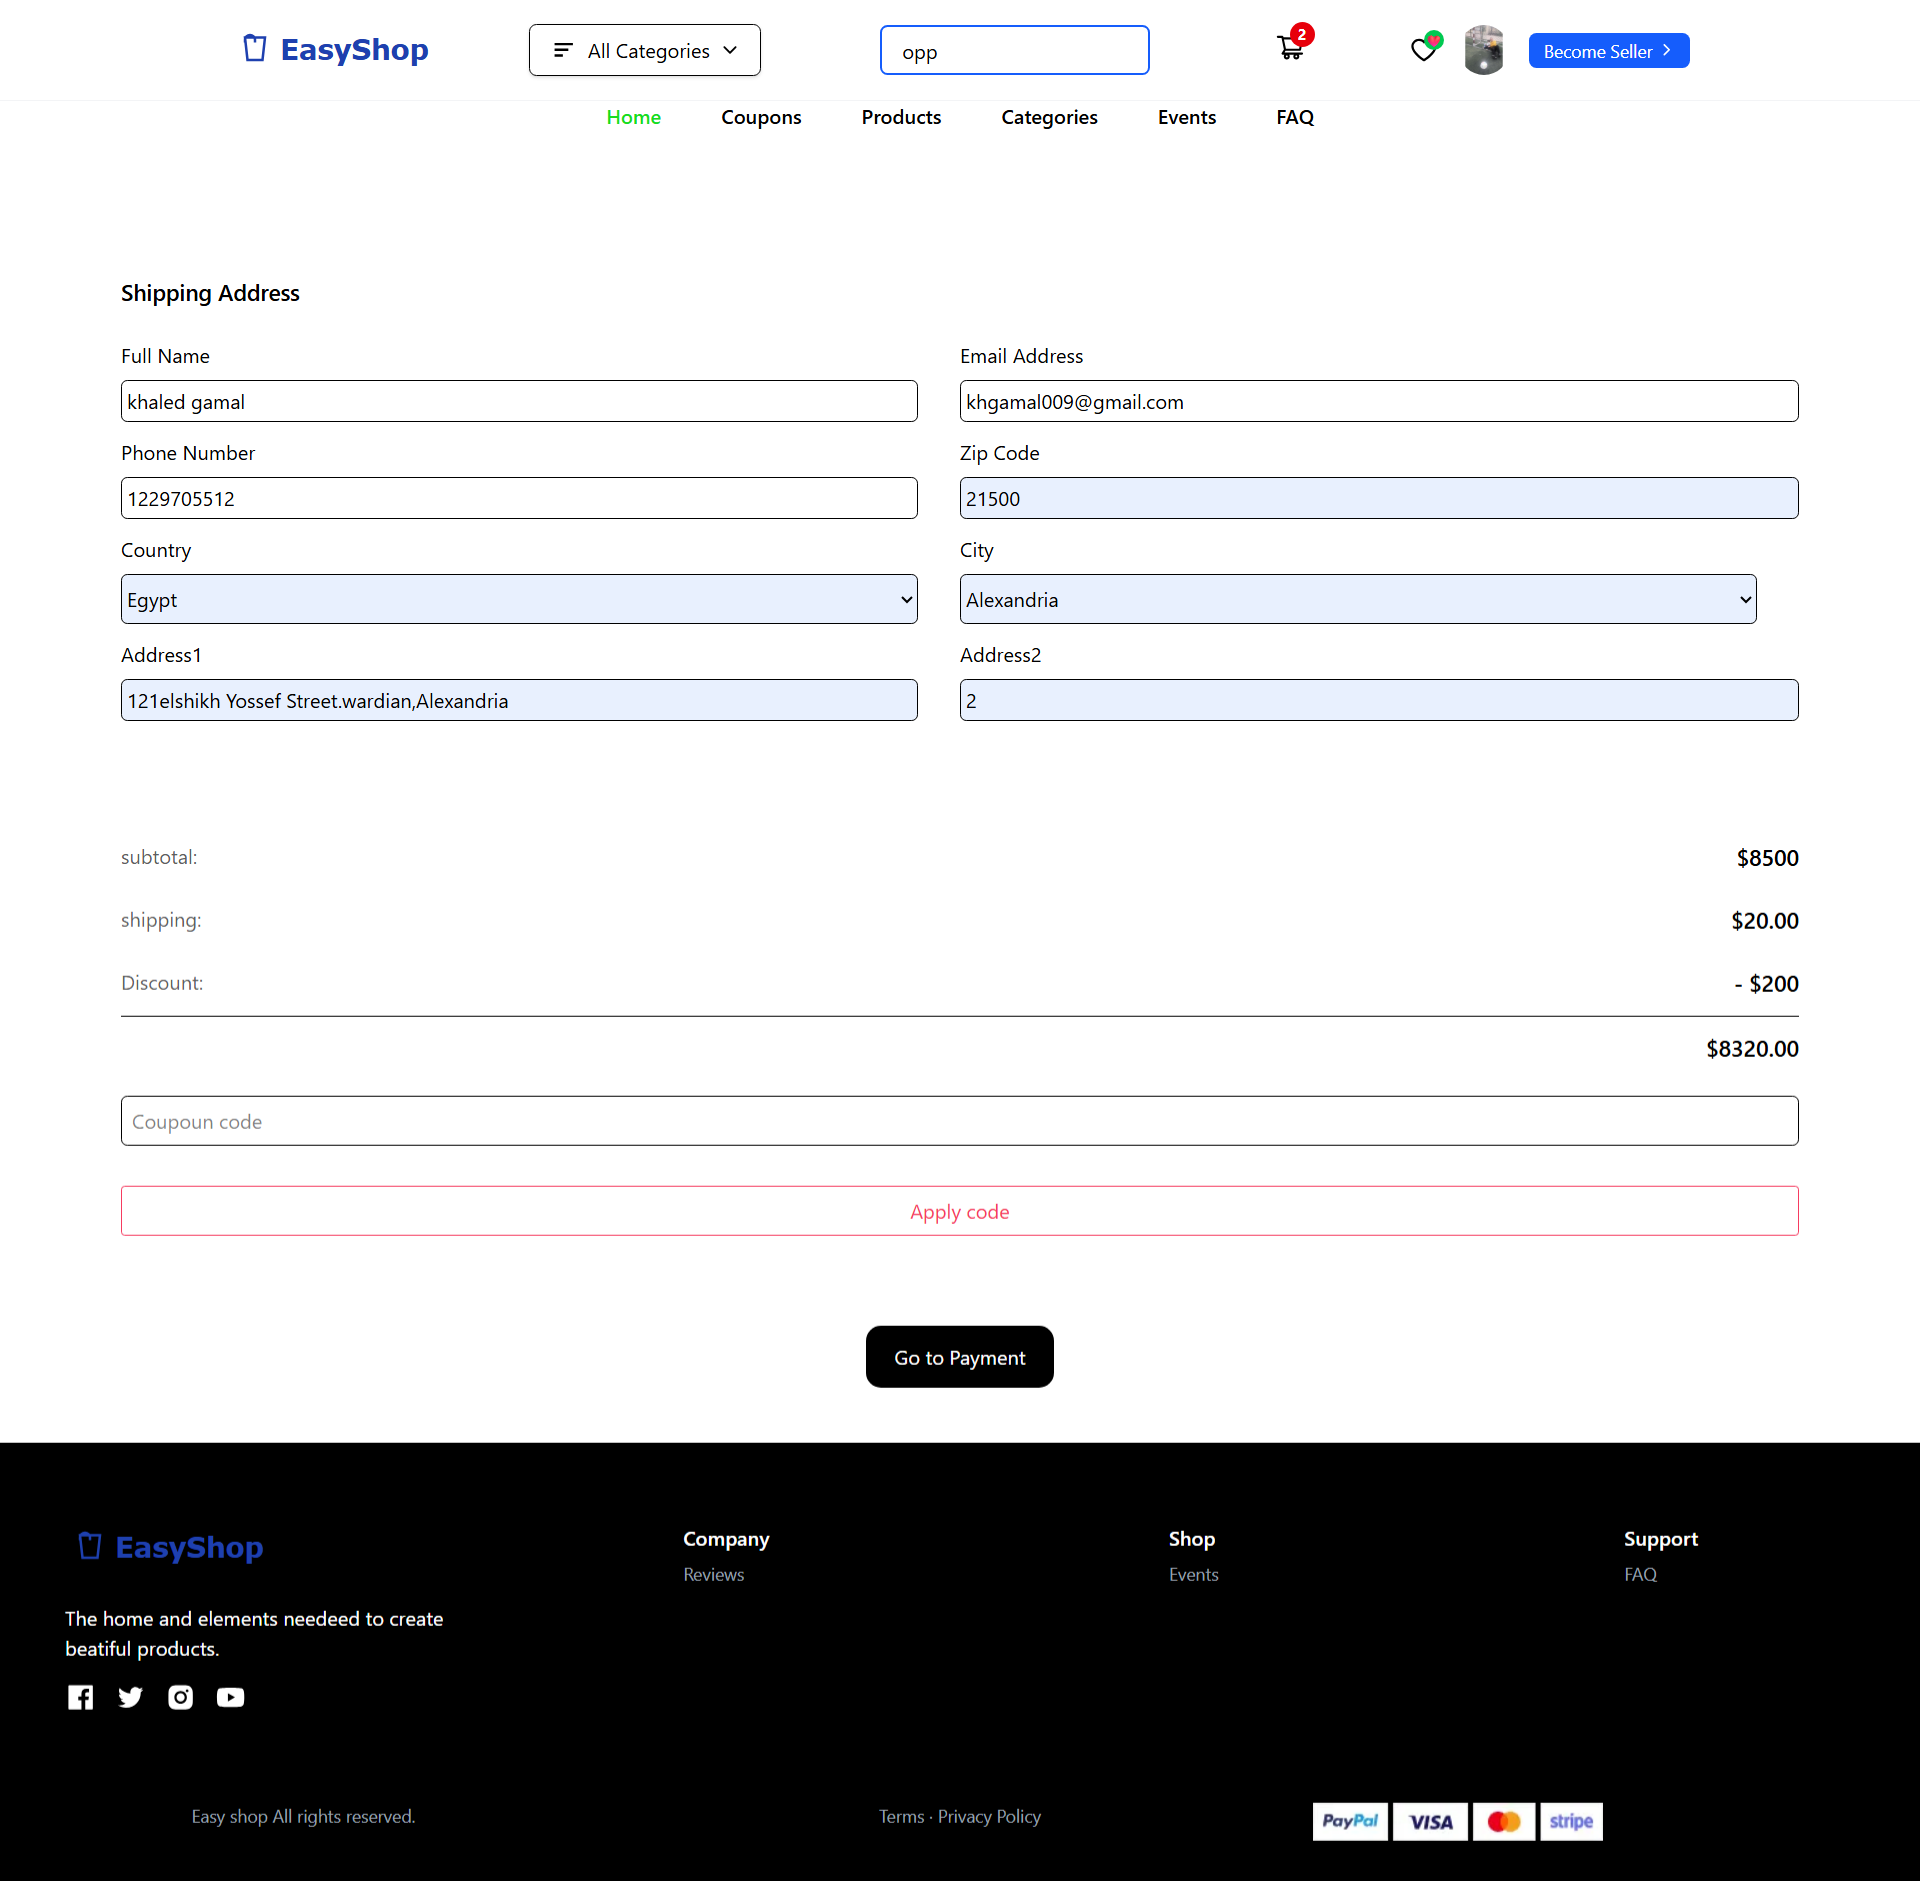 EasyShop
All Categories
opp
2
Become Seller
Home Coupons Products Categories Events FAQ
Shipping Address
Full Name
khaled gamal
Email Address
khgamal009@gmail.com
Phone Number
1229705512
Zip Code
21500
Country
Egypt
City
Alexandria
Address1
121elshikh Yossef Street.wardian,Alexandria
Address2
2
subtotal: $8500
shipping: $20.00
Discount: - $200
$8320.00
Coupoun code
Apply code
Go to Payment
EasyShop
The home and elements needeed to create
beatiful products.
Company
Reviews
Shop
Events
Support
FAQ
Easy shop All rights reserved.
Terms · Privacy Policy
PayPal VISA stripe